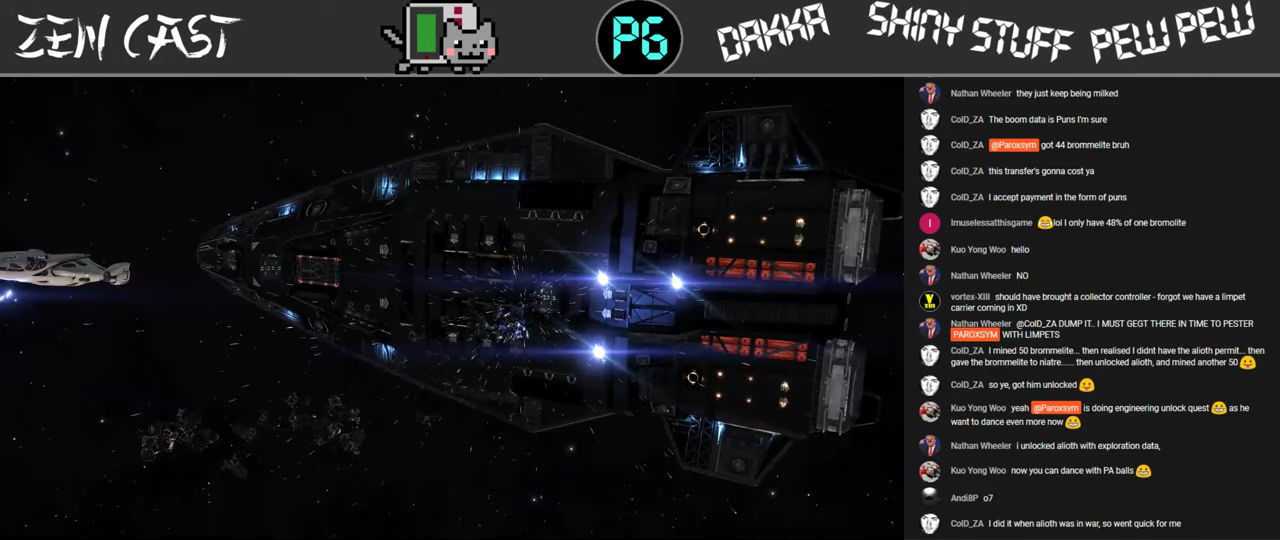 ZEN CAST
P6
DAKKA
SHINY STUFF
PEW PEW
Nathan Wheeler they just keep being milked
ColD_ZA The boom data is Puns I'm sure
ColD_ZA @Paroxsym got 44 brommelite bruh
ColD_ZA this transfer's gonna cost ya
ColD_ZA I accept payment in the form of puns
I
Imuselessatthisgame 😄lol I only have 48% of one bromolite
Kuo Yong Woo hello
Nathan Wheeler NO
vortex-XIII should have brought a collector controller - forgot we have a limpet
carrier coming in XD
Nathan Wheeler @ColD_ZA DUMP IT.. I MUST GEGT THERE IN TIME TO PESTER
PAROXSYM WITH LIMPETS
ColD_ZA I mined 50 brommelite... then realised I didnt have the alioth permit... then
gave the brommelite to niatre...... then unlocked alioth, and mined another 50 😛
ColD_ZA so ye, got him unlocked 😛
Kuo Yong Woo yeah @Paroxsym is doing engineering unlock quest 😁 as he
want to dance even more now 😁
Nathan Wheeler i unlocked alioth with exploration data,
Kuo Yong Woo now you can dance with PA balls 😁
Andi8P o7
ColD_ZA I did it when alioth was in war, so went quick for me